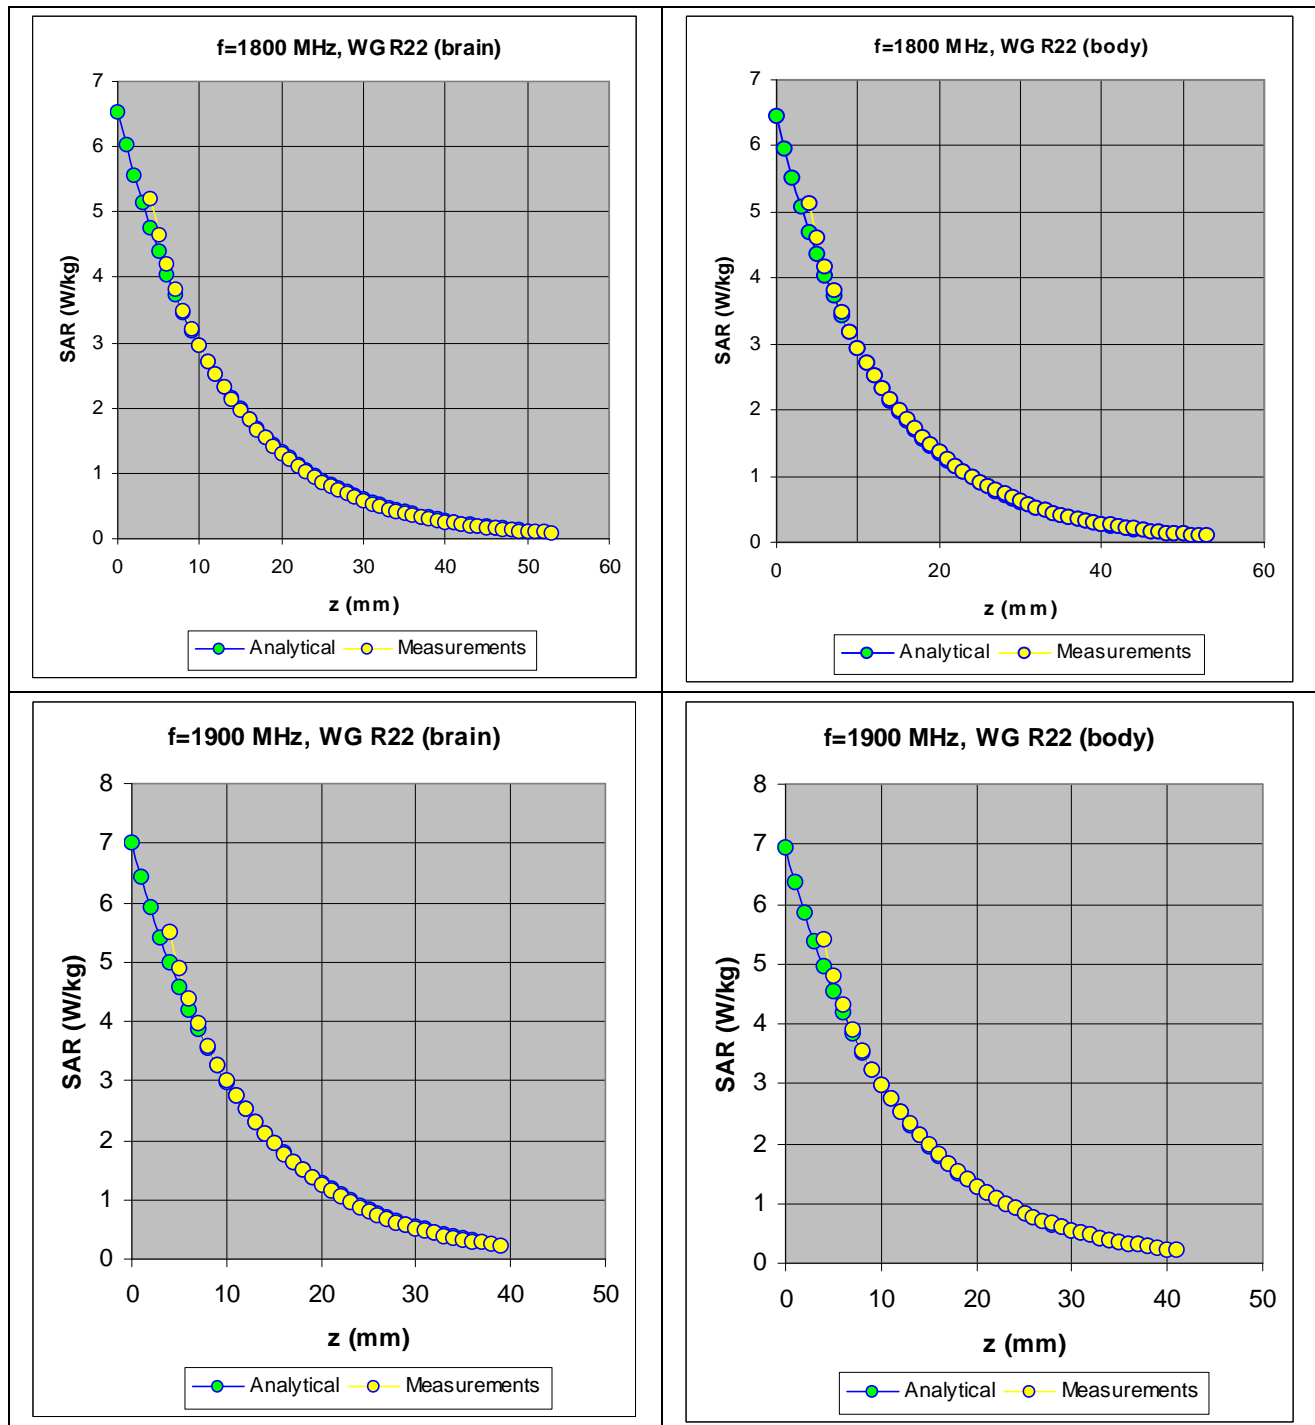 f=1800 MHz, WG R22 (brain)
7
6
5
4
3
2
1
0
SAR (W/kg)
0 10 20 30 40 50 60
z (mm)
Analytical Measurements
f=1800 MHz, WG R22 (body)
7
6
5
4
3
2
1
0
SAR (W/kg)
0 20 40 60
z (mm)
Analytical Measurements
f=1900 MHz, WG R22 (brain)
8
7
6
5
4
3
2
1
0
SAR (W/kg)
0 10 20 30 40 50
z (mm)
Analytical Measurements
f=1900 MHz, WG R22 (body)
8
7
6
5
4
3
2
1
0
SAR (W/kg)
0 10 20 30 40 50
z (mm)
Analytical Measurements